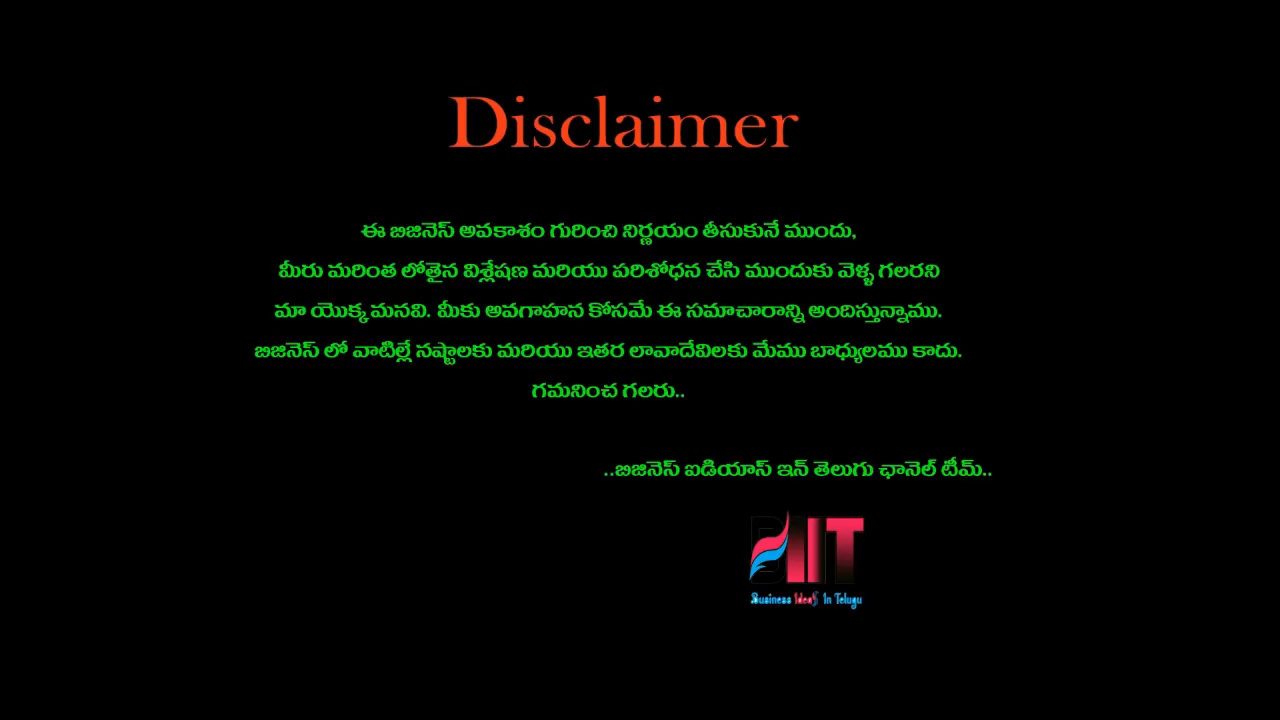 Disclaimer
ఈ బిజినెస్ అవకాశం గురించి నిర్ణయం తీసుకునే ముందు,
మీరు మరింత లోతైన విశ్లేషణ మరియు పరిశోధన చేసి ముందుకు వెళ్ళ గలరని
మా యొక్క మనవి. మీకు అవగాహన కోసమే ఈ సమాచారాన్ని అందిస్తున్నాము.
బిజినెస్ లో వాటిల్లే నష్టాలకు మరియు ఇతర లావాదేవిలకు మేము బాధ్యులము కాదు.
గమనించ గలరు..
..బిజినెస్ ఐడియాస్ ఇన్ తెలుగు ఛానెల్ టీమ్..
BIIT
Business Ideas In Telugu